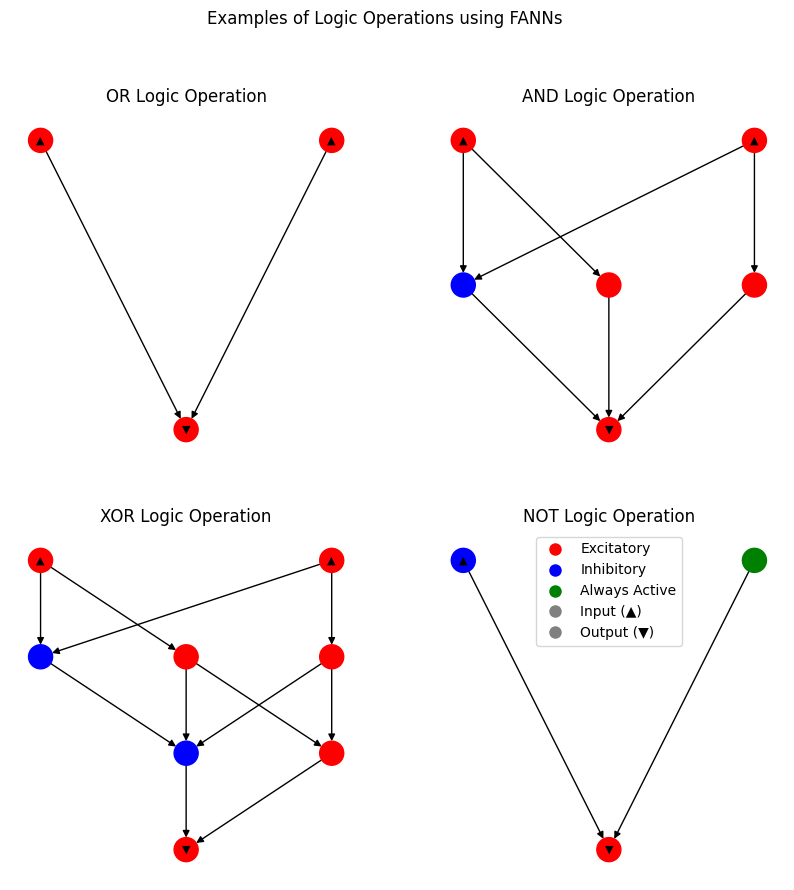 Examples of Logic Operations using FANNs
OR Logic Operation
AND Logic Operation
▲
▲
▲
▲
▼
▼
XOR Logic Operation
NOT Logic Operation
▲
▲
▲
Excitatory
Inhibitory
Always Active
Input (▲)
Output (▼)
▼
▼